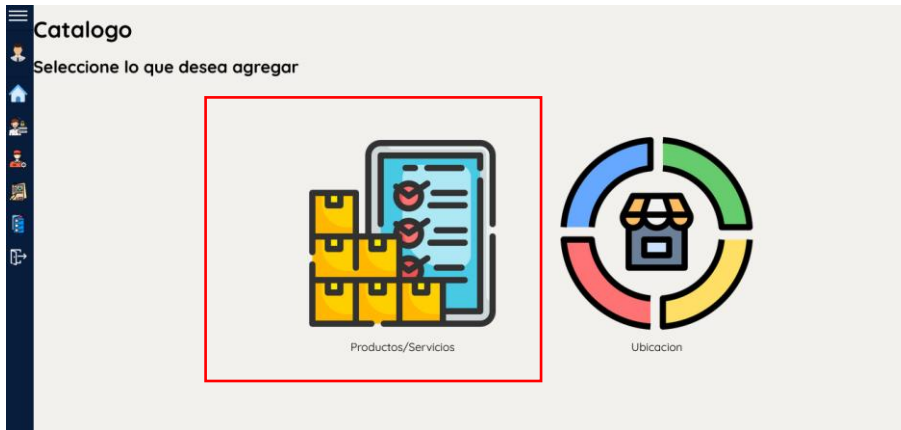 Catalogo
Seleccione lo que desea agregar
Productos/Servicios
Ubicacion